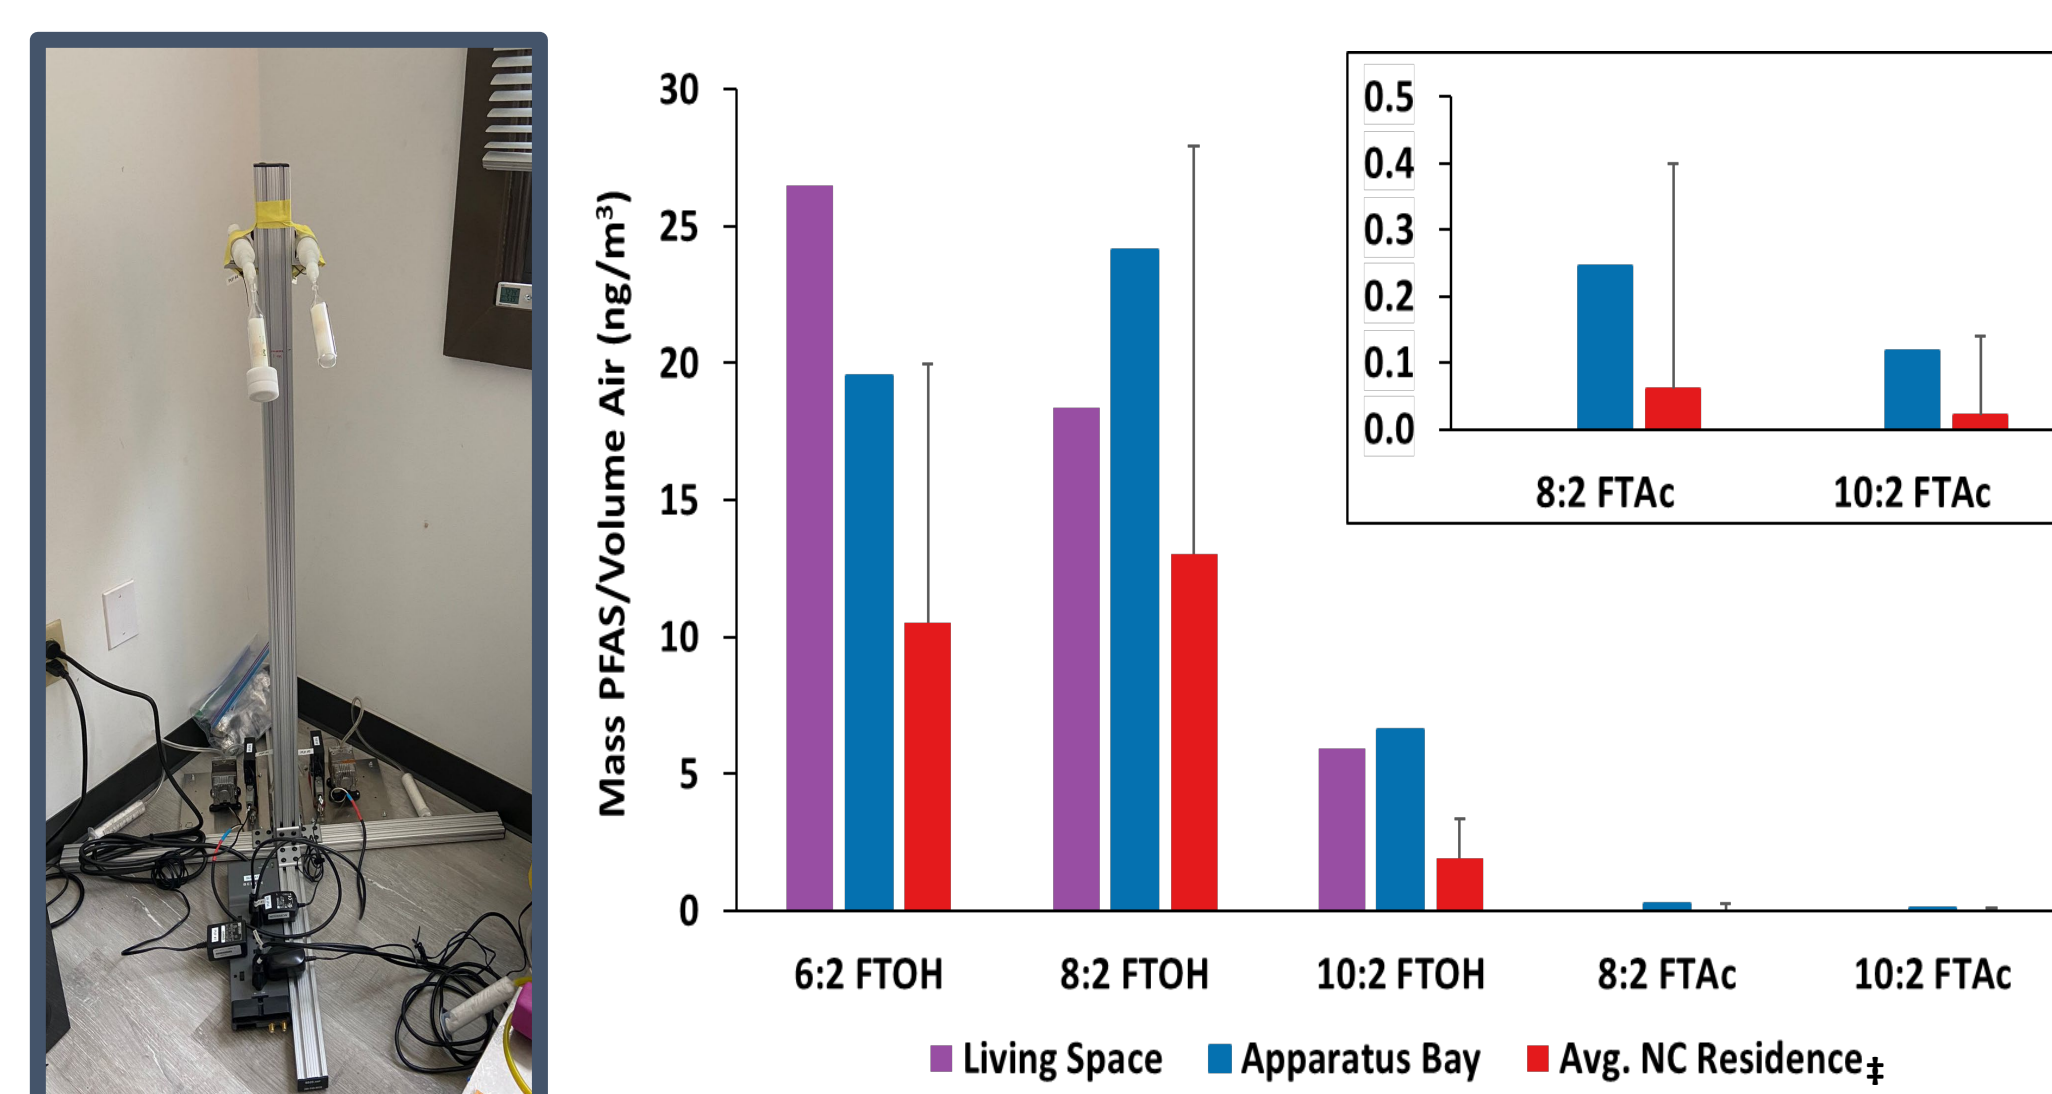 Mass PFAS/Volume Air (ng/m³)
30
25
20
15
10
5
0
6:2 FTOH
8:2 FTOH
10:2 FTOH
8:2 FTAc
10:2 FTAc
0.5
0.4
0.3
0.2
0.1
0.0
8:2 FTAc
10:2 FTAc
Living Space
Apparatus Bay
Avg. NC Residence‡